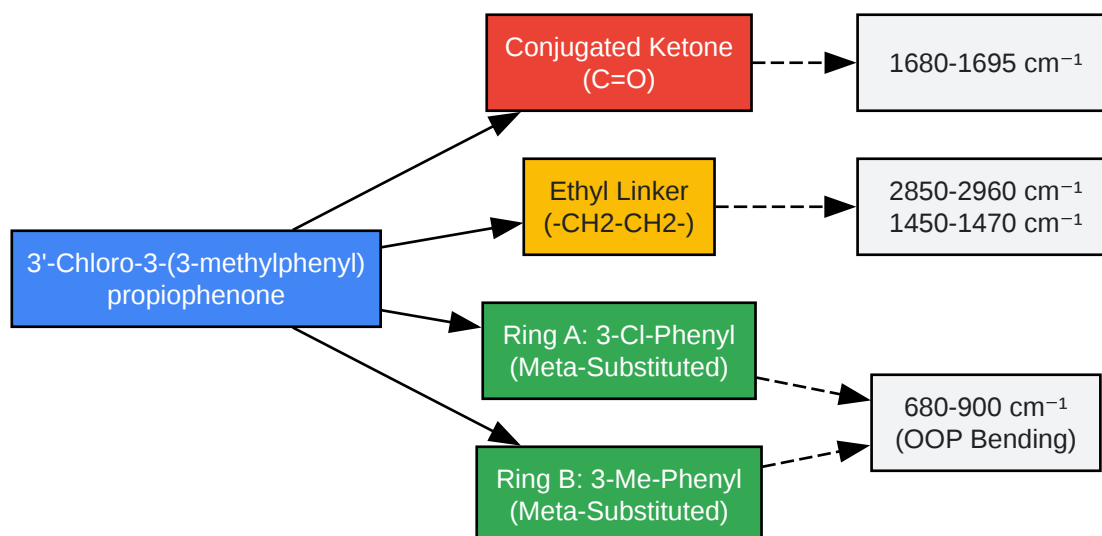 Conjugated Ketone
(C=O)
1680-1695 cm⁻¹
Ethyl Linker
(-CH2-CH2-)
2850-2960 cm⁻¹
1450-1470 cm⁻¹
3'-Chloro-3-(3-methylphenyl)
propiophenone
Ring A: 3-Cl-Phenyl
(Meta-Substituted)
680-900 cm⁻¹
(OOP Bending)
Ring B: 3-Me-Phenyl
(Meta-Substituted)